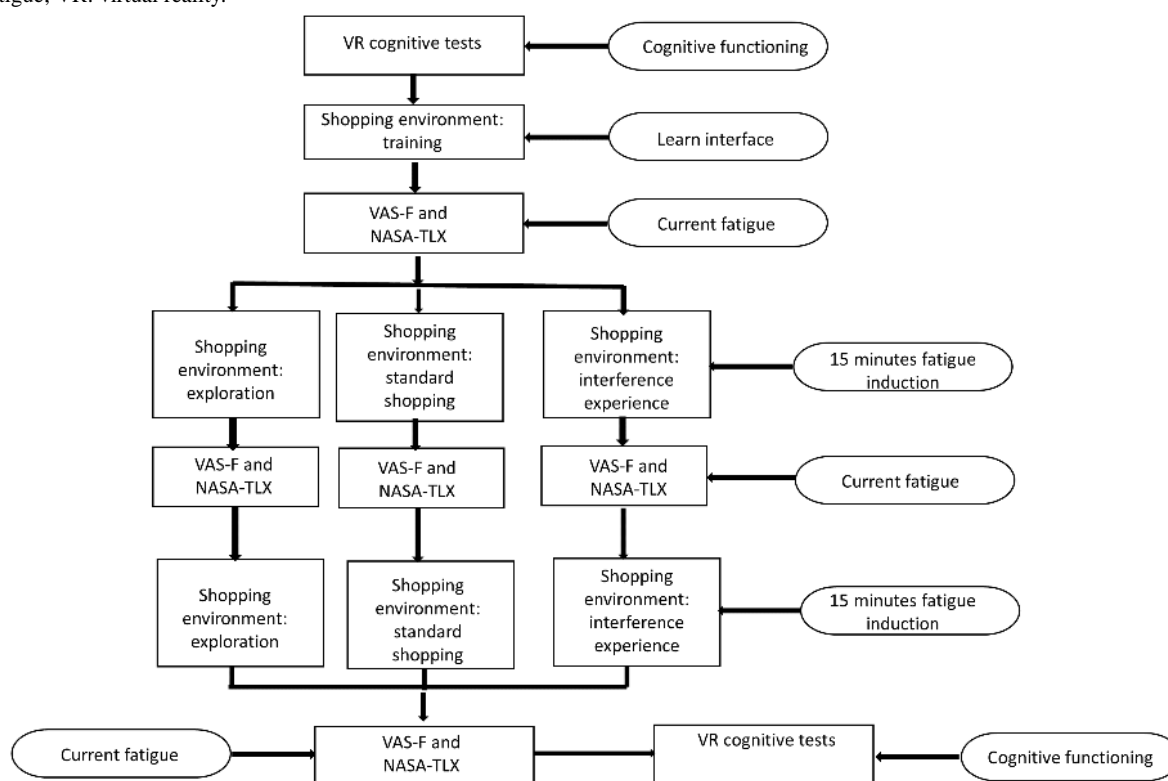 VR: virtual reality.
VR cognitive tests
Cognitive functioning
Shopping environment:
training
Learn interface
VAS-F and
NASA-TLX
Current fatigue
Shopping
environment:
exploration
Shopping
environment:
standard
shopping
Shopping
environment:
interference
experience
15 minutes fatigue
induction
VAS-F and
NASA-TLX
VAS-F and
NASA-TLX
VAS-F and
NASA-TLX
Current fatigue
Shopping
environment:
exploration
Shopping
environment:
standard
shopping
Shopping
environment:
interference
experience
15 minutes fatigue
induction
Current fatigue
VAS-F and
NASA-TLX
VR cognitive tests
Cognitive functioning